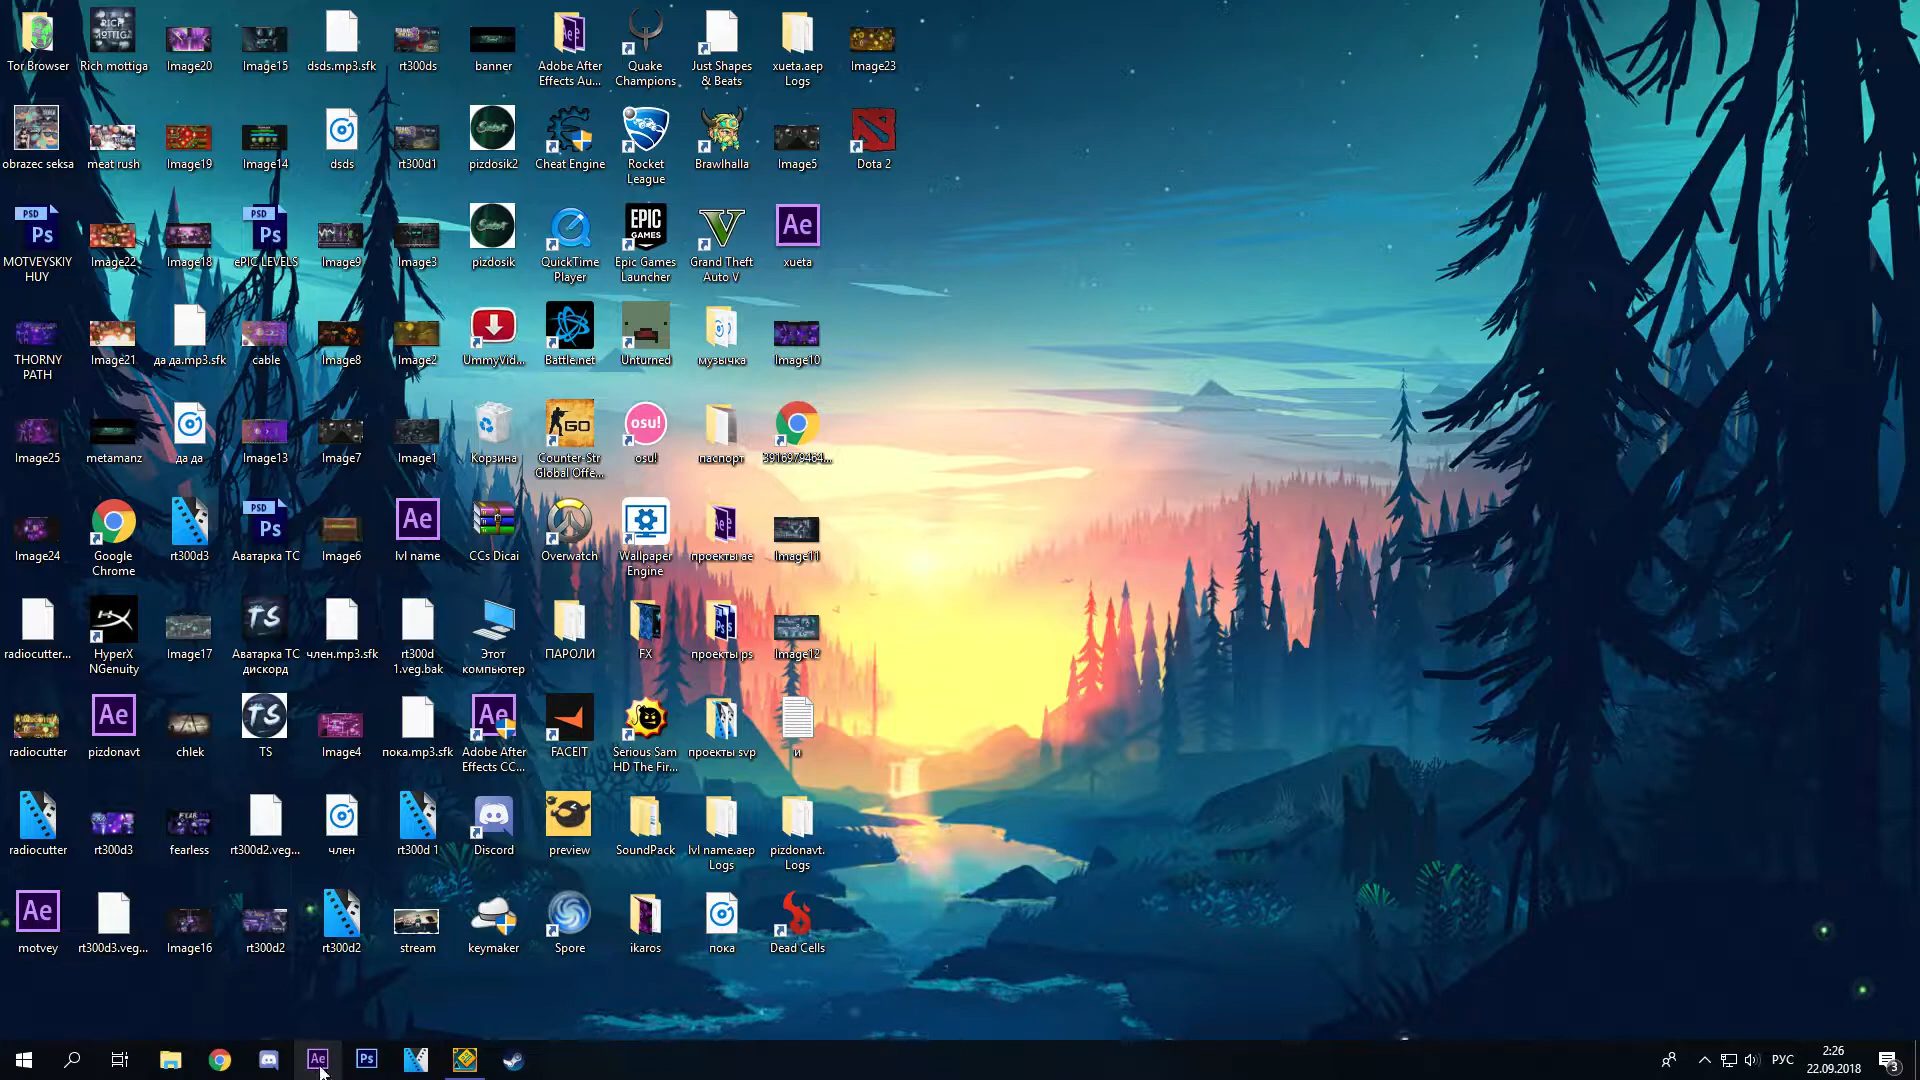 Tor Browser
Rich mottiga
Image20
Image15
dsds.mp3.sfk
rt300ds
banner
Adobe After
Effects Au...
Quake
Champions
Just Shapes
& Beats
xueta.aep
Logs
Image23
obrazec seksa
meat rush
Image19
Image14
dsds
rt300d1
pizdosik2
Cheat Engine
Rocket
League
Brawlhalla
Image5
Dota 2
MOTVEYSKIY
HUY
Image22
Image18
ePIC LEVELS
Image9
Image3
pizdosik
QuickTime
Player
Epic Games
Launcher
Grand Theft
Auto V
xueta
THORNY
PATH
Image21
да да.mp3.sfk
cable
Image8
Image2
UmmyVid...
Battle.net
Unturned
музычка
Image10
Image25
metamanz
да да
Image13
Image7
Image1
Корзина
Counter-Str
Global Offe...
osu!
паспорт
3916979464...
Image24
Google
Chrome
rt300d3
Аватарка ТС
Image6
lvl name
CCs Dicai
Overwatch
Wallpaper
Engine
проекты ае
Image11
radiocutter...
HyperX
NGenuity
Image17
Аватарка ТС
дискорд
член.mp3.sfk
rt300d
1.veg.bak
Этот
компьютер
ПАРОЛИ
FX
проекты ps
Image12
radiocutter
pizdonavt
chlek
TS
Image4
пока.mp3.sfk
Adobe After
Effects CC...
FACEIT
Serious Sam
HD The Fir...
проекты svp
и
radiocutter
rt300d3
fearless
rt300d2.veg...
член
rt300d 1
Discord
preview
SoundPack
lvl name.aep
Logs
pizdonavt.
Logs
motvey
rt300d3.veg...
Image16
rt300d2
rt300d2
stream
keymaker
Spore
ikaros
пока
Dead Cells
РУС
2:26
22.09.2018
3